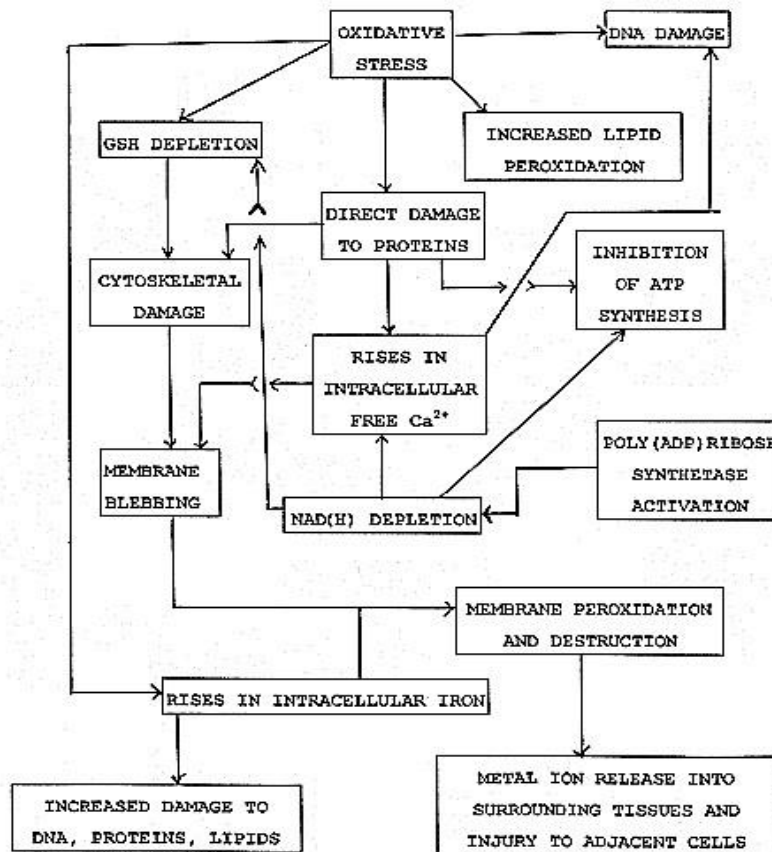 OXIDATIVE
STRESS
DNA DAMAGE
GSH DEPLETION
INCREASED LIPID
PEROXIDATION
DIRECT DAMAGE
TO PROTEINS
INHIBITION
OF ATP
SYNTHESIS
CYTOSKELETAL
DAMAGE
RISES IN
INTRACELLULAR
FREE Ca²⁺
POLY(ADP)RIBOSE
SYNTHETASE
ACTIVATION
MEMBRANE
BLEBBING
NAD(H) DEPLETION
MEMBRANE PEROXIDATION
AND DESTRUCTION
RISES IN INTRACELLULAR IRON
INCREASED DAMAGE TO
DNA, PROTEINS, LIPIDS
METAL ION RELEASE INTO
SURROUNDING TISSUES AND
INJURY TO ADJACENT CELLS